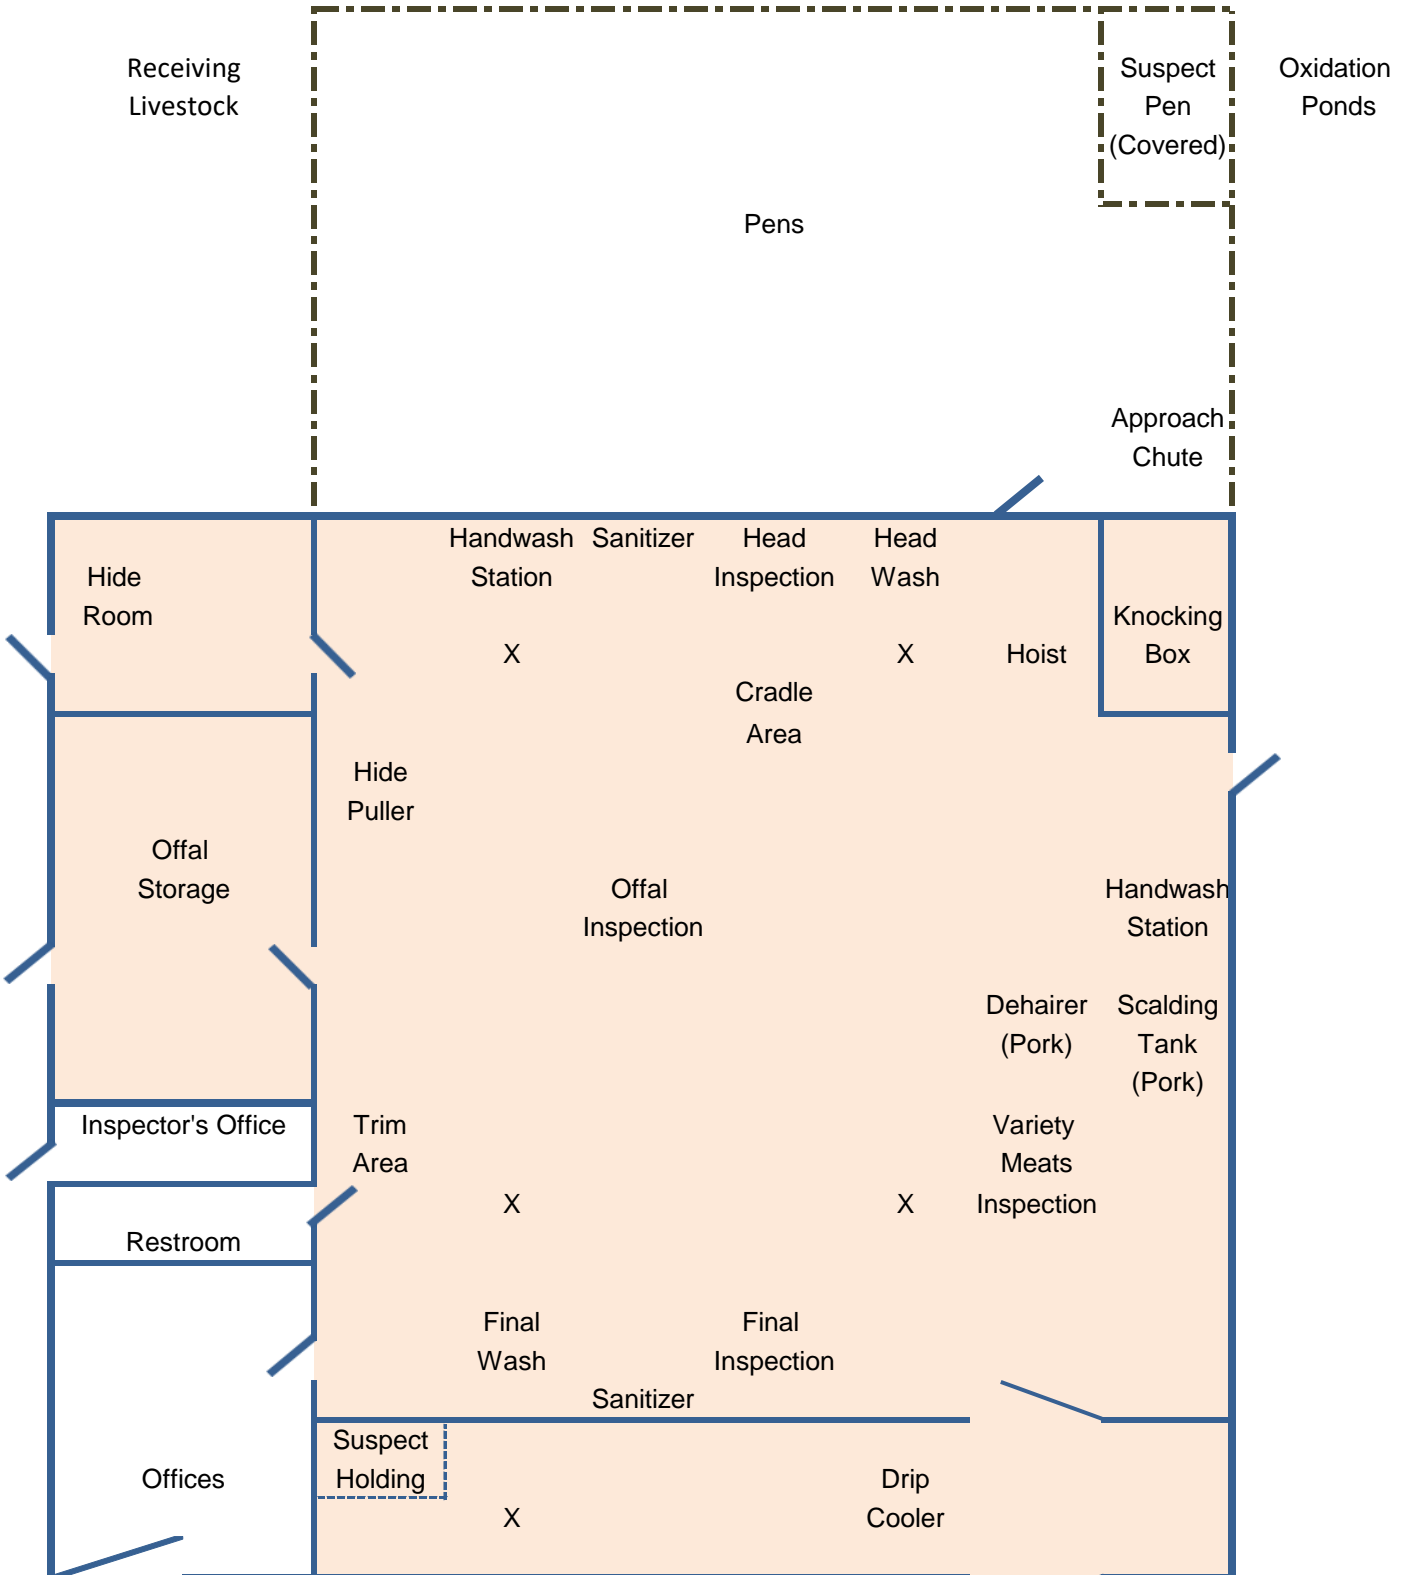 Receiving
Livestock
Suspect
Pen
(Covered)
Oxidation
Ponds
Pens
Approach
Chute
Hide
Room
Handwash
Station
Sanitizer
Head
Inspection
Head
Wash
Knocking
Box
X
X
Hoist
Cradle
Area
Hide
Puller
Offal
Storage
Offal
Inspection
Handwash
Station
Dehairer
(Pork)
Scalding
Tank
(Pork)
Inspector's Office
Trim
Area
Variety
Meats
Inspection
X
X
Restroom
Final
Wash
Final
Inspection
Sanitizer
Suspect
Holding
Offices
Drip
Cooler
X